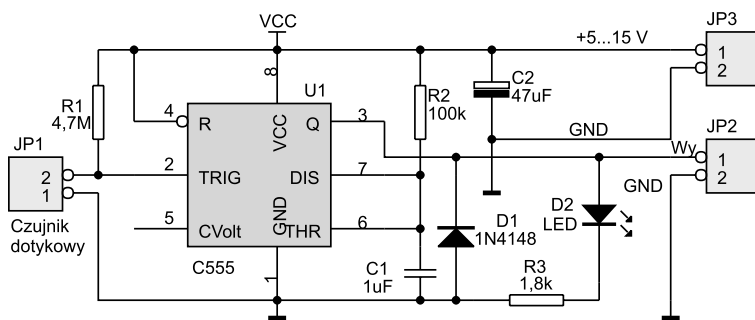 VCC
+5...15 V
JP3
1
2
8
U1
C2
47uF
R1
4,7M
R2
100k
4
R
VCC
Q
3
GND
JP2
Wy
1
2
JP1
2
1
2
TRIG
DIS
7
GND
D2
LED
Czujnik
dotykowy
5
CVolt
GND
THR
6
D1
1N4148
C555
1
C1
1uF
R3
1,8k